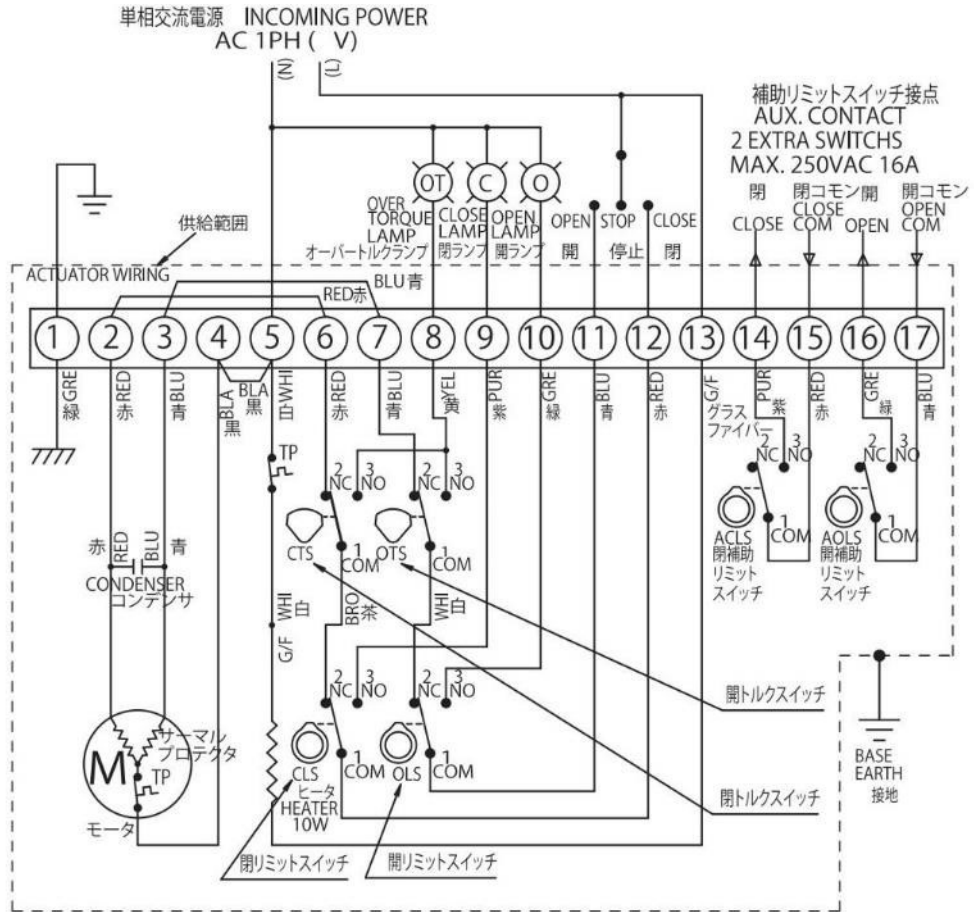 単相交流電源 INCOMING POWER
AC 1PH ( V)
(N)
(L)
補助リミットスイッチ接点
AUX. CONTACT
2 EXTRA SWITCHS
MAX. 250VAC 16A
閉
CLOSE
閉コモン
CLOSE
COM
開
OPEN
開コモン
OPEN
COM
OT
C
O
OVER
TORQUE
LAMP
オーバートルクランプ
CLOSE
LAMP
閉ランプ
OPEN
LAMP
開ランプ
OPEN
開
STOP
停止
CLOSE
閉
供給範囲
ACTUATOR WIRING
BLU青
RED赤
1 2 3 4 5 6 7 8 9 10 11 12 13 14 15 16 17
GRE
緑
RED
赤
BLU
青
BLA
黒
BLA
黒
WHI
白
RED
赤
BLU
青
YEL
黄
PUR
紫
GRE
緑
BLU
青
RED
赤
G/F
グラス
ファイバー
PUR
紫
RED
赤
GRE
緑
BLU
青
TP
2
NC
3
NO
2
NC
3
NO
2
NC
3
NO
2
NC
3
NO
CTS
1
COM
OTS
1
COM
ACLS
閉補助
リミット
スイッチ
1
COM
AOLS
開補助
リミット
スイッチ
1
COM
赤
RED
BLU
青
CONDENSER
コンデンサ
WHI
白
G/F
BRO
茶
WHI
白
2
NC
3
NO
2
NC
3
NO
サーマル
プロテクタ
M
TP
モータ
CLS
1
COM
OLS
1
COM
ヒータ
HEATER
10W
開トルクスイッチ
閉トルクスイッチ
閉リミットスイッチ
開リミットスイッチ
BASE
EARTH
接地